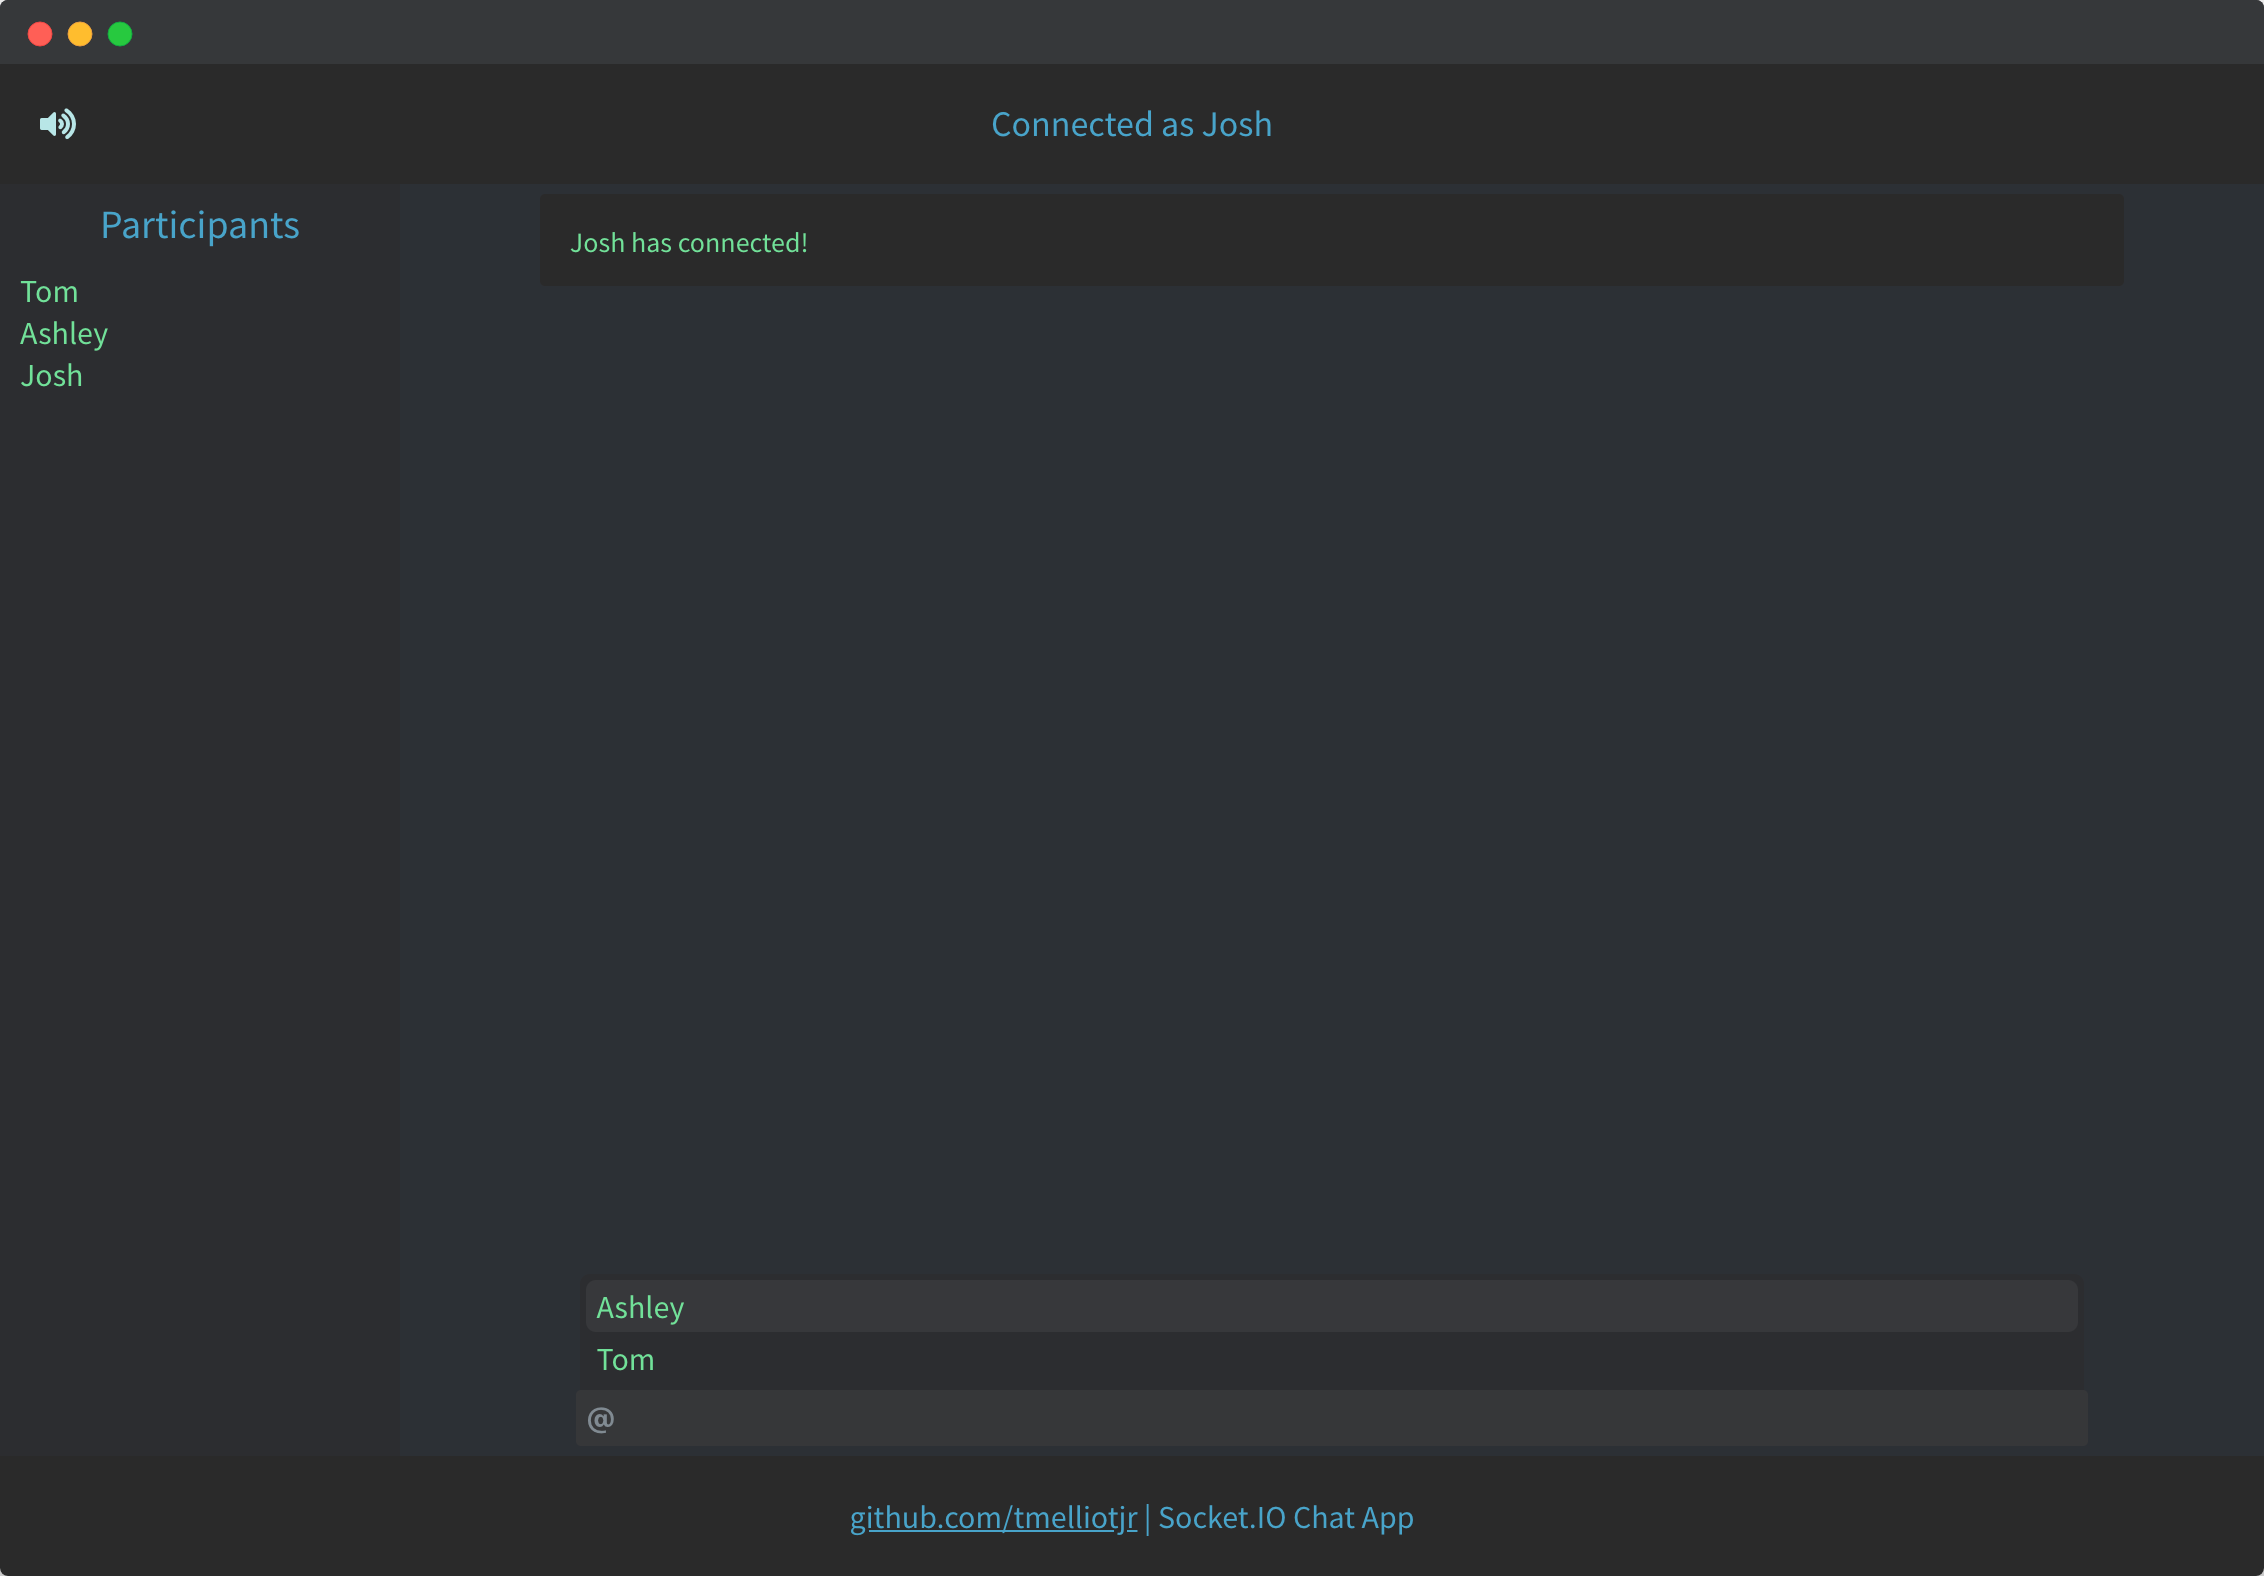 Connected as Josh
Participants
Tom
Ashley
Josh
Josh has connected!
Ashley
Tom
@
github.com/tmelliotjr | Socket.IO Chat App